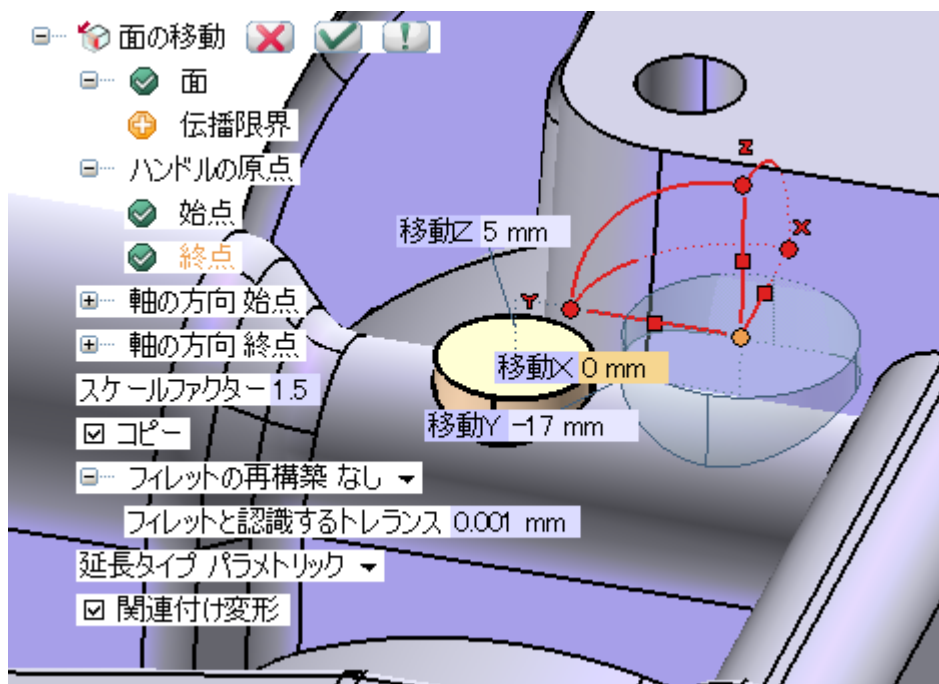 面の移動
面
伝播限界
ハンドルの原点
始点
終点
軸の方向 始点
軸の方向 終点
スケールファクター 1.5
コピー
フィレットの再構築 なし
フィレットと認識するトレランス 0.001 mm
延長タイプ パラメトリック
関連付け変形
移動Z 5 mm
移動X 0 mm
移動Y -17 mm
Z
X
Y